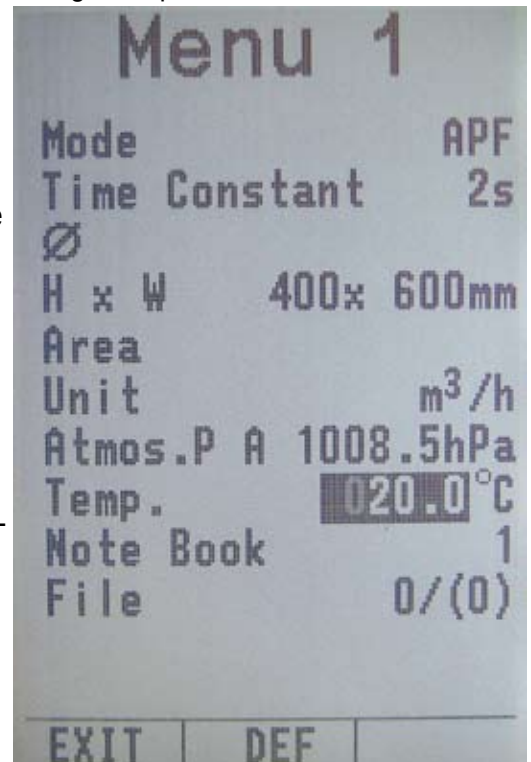 Menu 1
Mode APF
Time Constant 2s
Ø
H x W 400x 600mm
Area
Unit m³/h
Atmos.P A 1008.5hPa
Temp. 020.0°C
Note Book 1
File 0/(0)
EXIT DEF